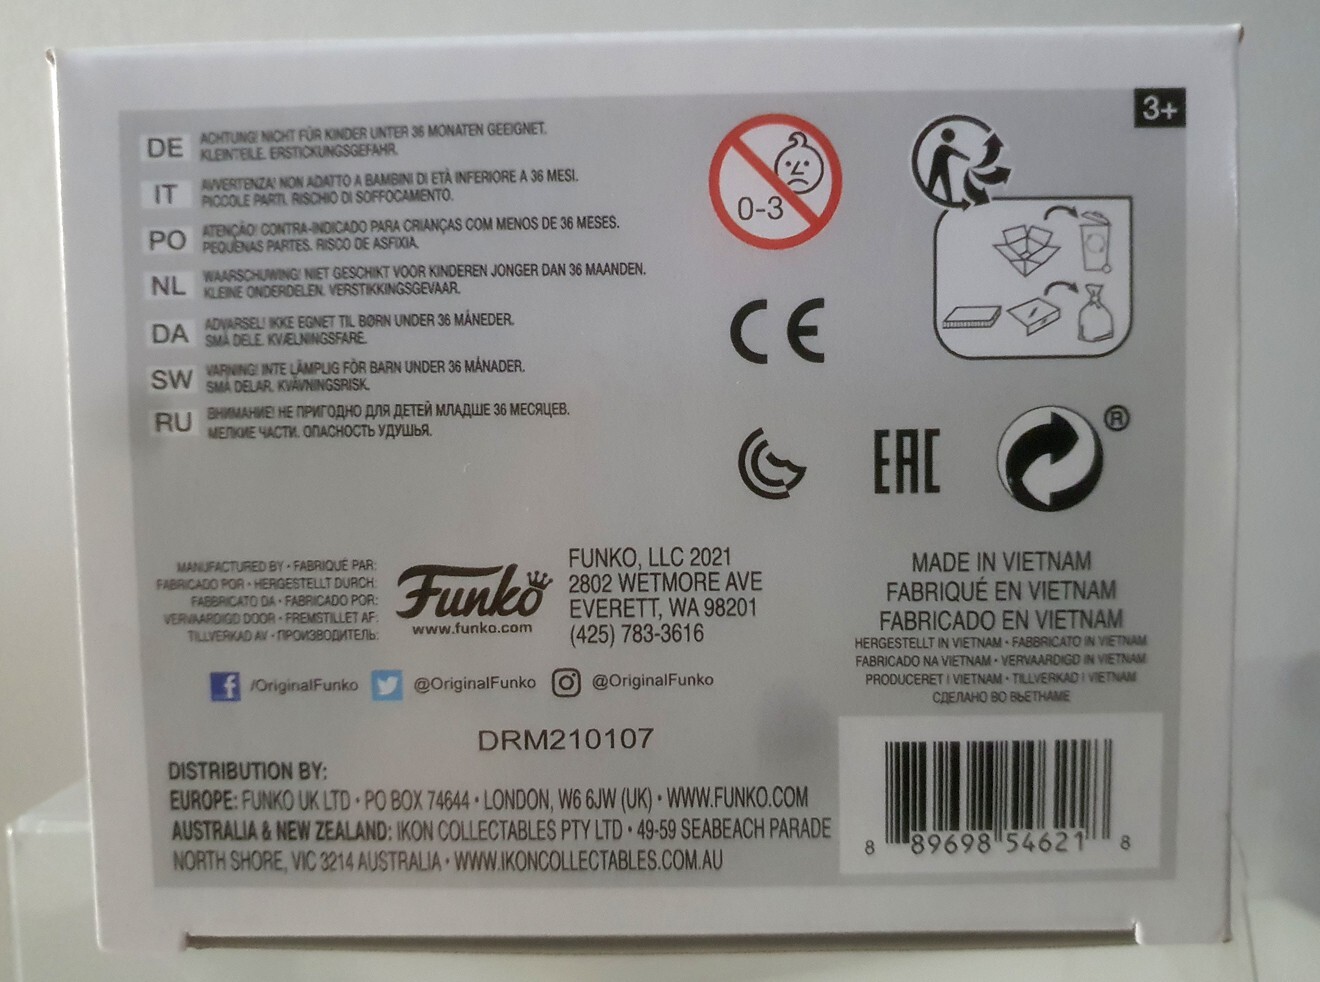 3+
DE
ACHTUNG! NICHT FÜR KINDER UNTER 36 MONATEN GEEIGNET.
KLEINTEILE. ERSTICKUNGSGEFAHR.
IT
AVVERTENZA! NON ADATTO A BAMBINI DI ETÀ INFERIORE A 36 MESI.
PICCOLE PARTI. RISCHIO DI SOFFOCAMENTO.
PO
ATENÇÃO! CONTRA-INDICADO PARA CRIANÇAS COM MENOS DE 36 MESES.
PEQUENAS PARTES. RISCO DE ASFIXIA.
NL
WAARSCHUWING! NIET GESCHIKT VOOR KINDEREN JONGER DAN 36 MAANDEN.
KLEINE ONDERDELEN. VERSTIKKINGSGEVAAR.
DA
ADVARSEL! IKKE EGNET TIL BØRN UNDER 36 MÅNEDER.
SMÅ DELE. KVÆLNINGSFARE.
SW
VARNING! INTE LÄMPLIG FÖR BARN UNDER 36 MÅNADER.
SMÅ DELAR. KVÄVNINGSRISK.
RU
ВНИМАНИЕ! НЕ ПРИГОДНО ДЛЯ ДЕТЕЙ МЛАДШЕ 36 МЕСЯЦЕВ.
МЕЛКИЕ ЧАСТИ. ОПАСНОСТЬ УДУШЬЯ.
0-3
CE
EAC
®
MANUFACTURED BY • FABRIQUÉ PAR:
FABRICADO POR • HERGESTELLT DURCH:
FABBRICATO DA • FABRICADO POR:
VERVAARDIGD DOOR • FREMSTILLET AF:
TILLVERKAD AV • ПРОИЗВОДИТЕЛЬ:
Funko
www.funko.com
FUNKO, LLC 2021
2802 WETMORE AVE
EVERETT, WA 98201
(425) 783-3616
MADE IN VIETNAM
FABRIQUÉ EN VIETNAM
FABRICADO EN VIETNAM
HERGESTELLT IN VIETNAM • FABBRICATO IN VIETNAM
FABRICADO NA VIETNAM • VERVAARDIGD IN VIETNAM
PRODUCERET I VIETNAM • TILLVERKAD I VIETNAM
СДЕЛАНО ВО ВЬЕТНАМЕ
f /OriginalFunko @OriginalFunko @OriginalFunko
DRM210107
DISTRIBUTION BY:
EUROPE: FUNKO UK LTD • PO BOX 74644 • LONDON, W6 6JW (UK) • WWW.FUNKO.COM
AUSTRALIA & NEW ZEALAND: IKON COLLECTABLES PTY LTD • 49-59 SEABEACH PARADE
NORTH SHORE, VIC 3214 AUSTRALIA • WWW.IKONCOLLECTABLES.COM.AU
8 89698 54621 8